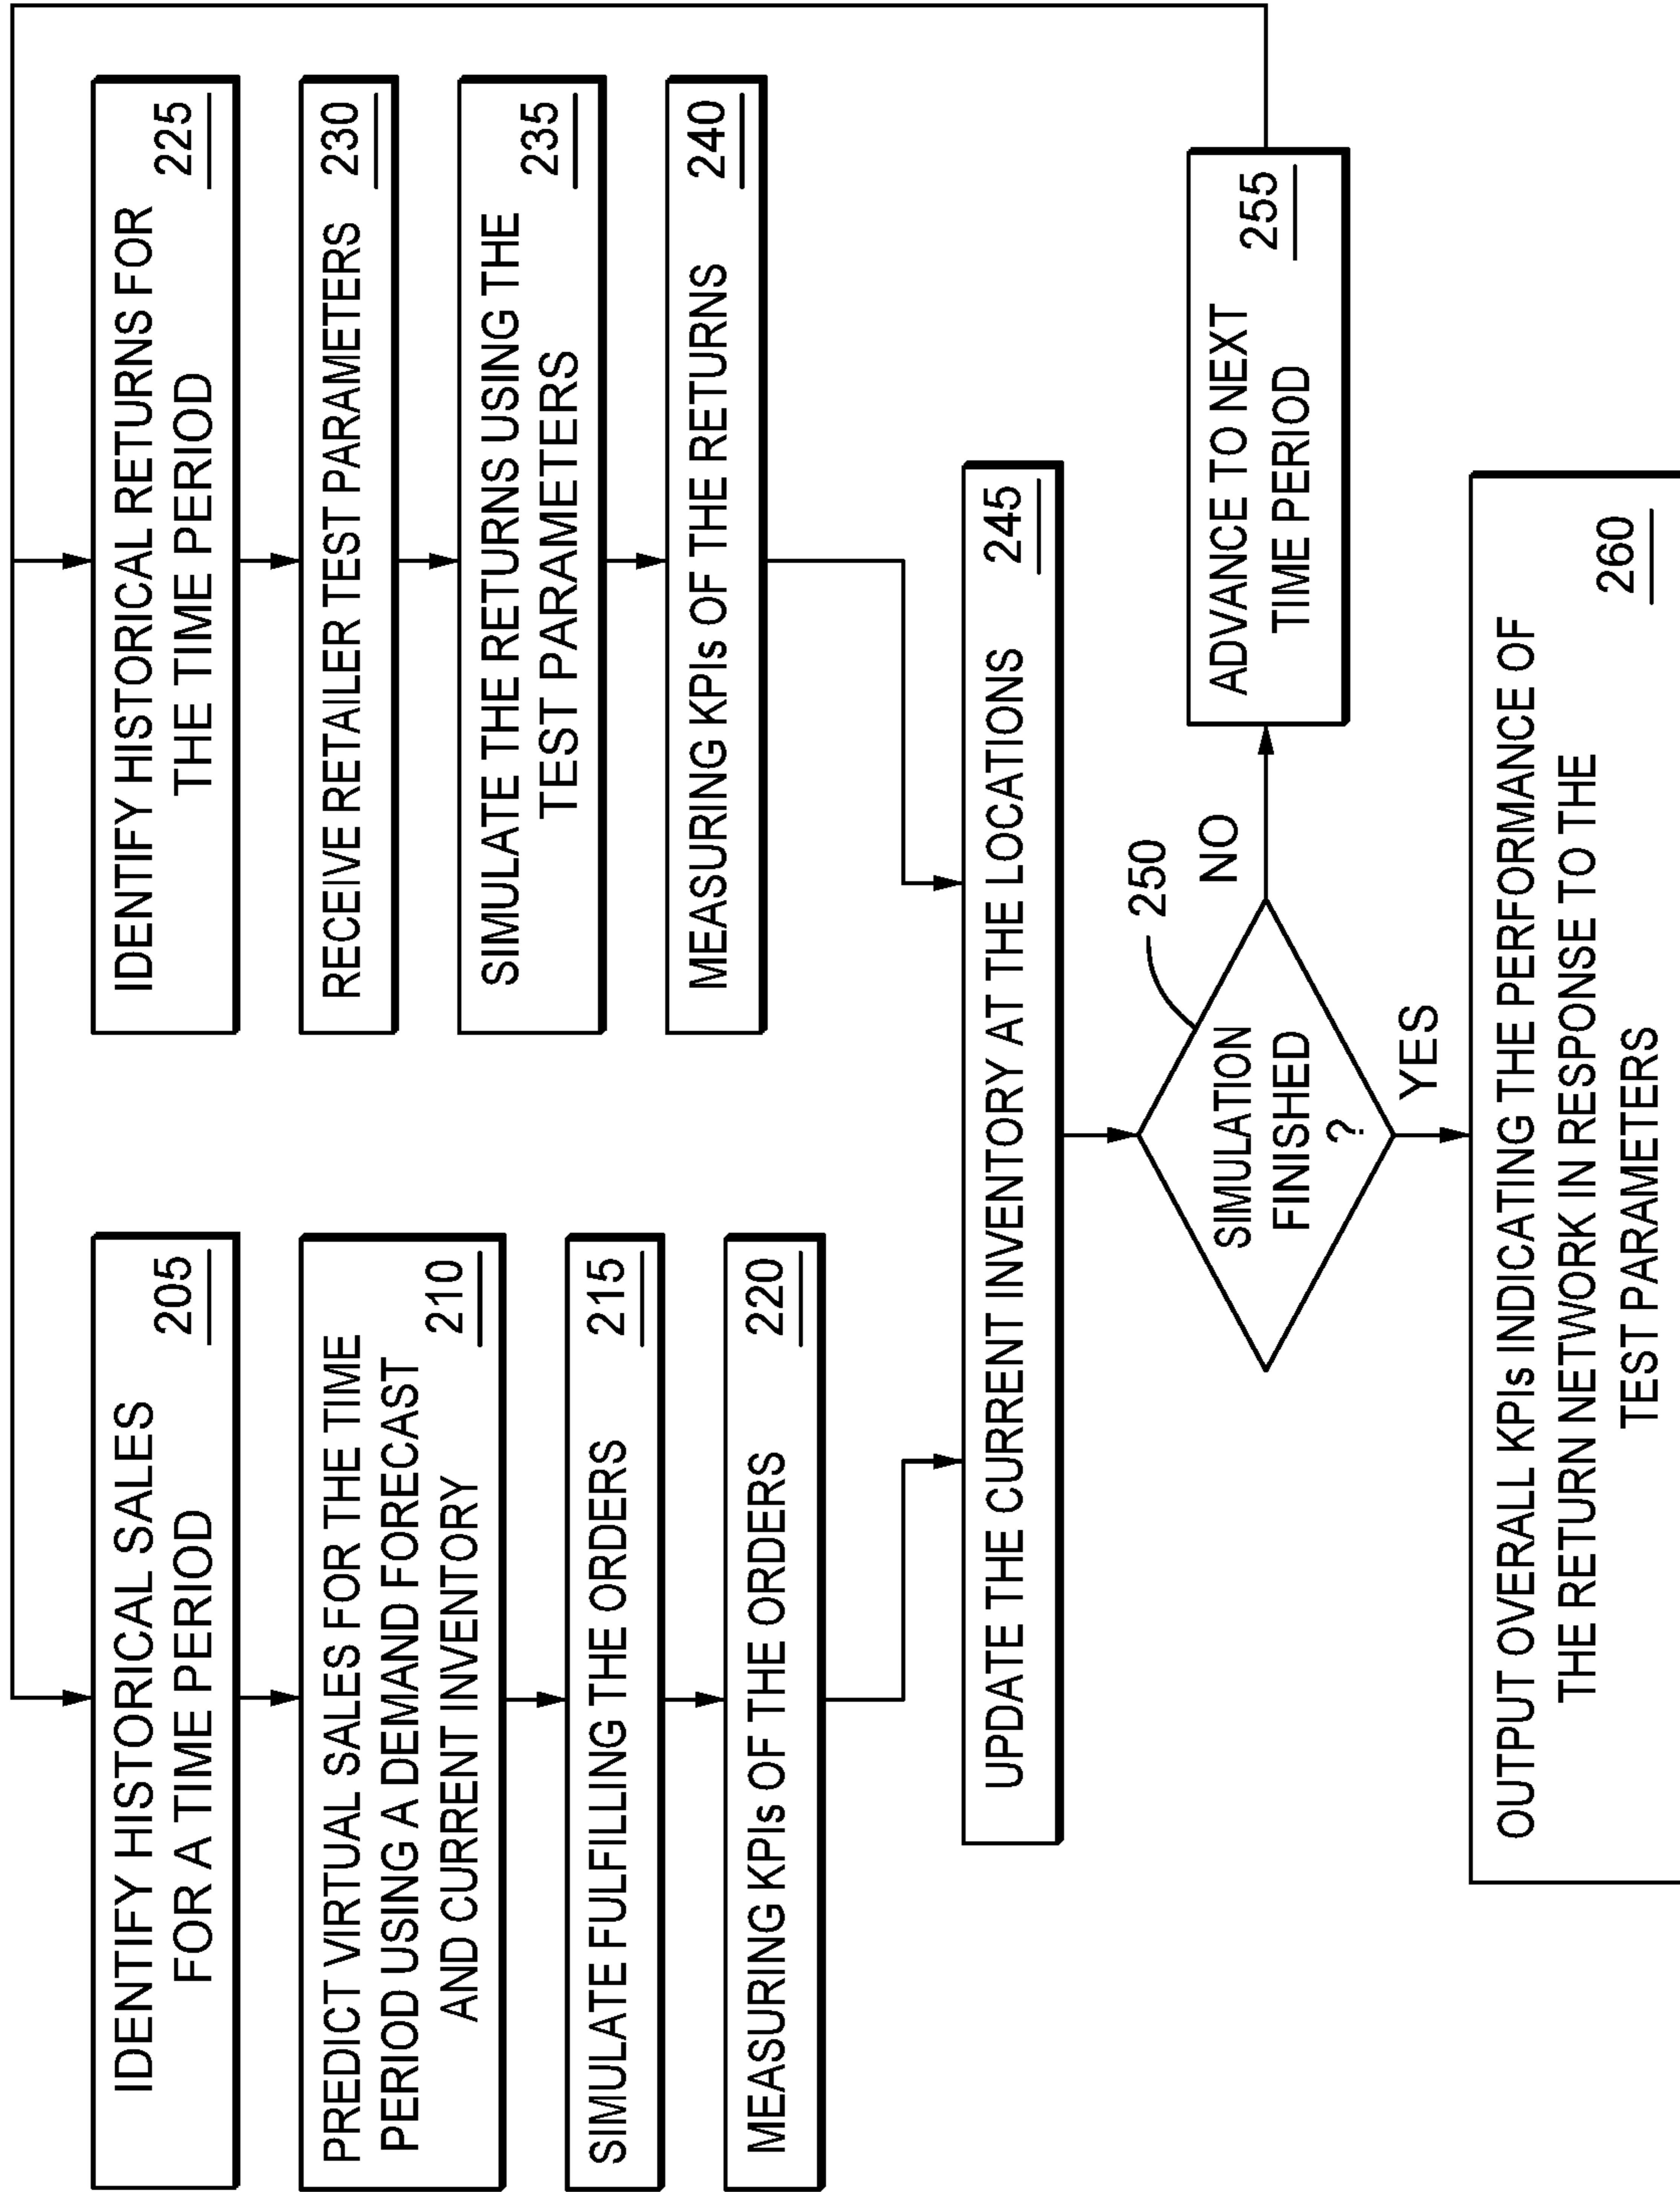 IDENTIFY HISTORICAL SALES
FOR A TIME PERIOD
205
PREDICT VIRTUAL SALES FOR THE TIME
PERIOD USING A DEMAND FORECAST
AND CURRENT INVENTORY
210
SIMULATE FULFILLING THE ORDERS
215
MEASURING KPIs OF THE ORDERS
220
IDENTIFY HISTORICAL RETURNS FOR
THE TIME PERIOD
225
RECEIVE RETAILER TEST PARAMETERS
230
SIMULATE THE RETURNS USING THE
TEST PARAMETERS
235
MEASURING KPIs OF THE RETURNS
240
UPDATE THE CURRENT INVENTORY AT THE LOCATIONS
245
SIMULATION
FINISHED
?
250
NO
ADVANCE TO NEXT
TIME PERIOD
255
YES
OUTPUT OVERALL KPIs INDICATING THE PERFORMANCE OF
THE RETURN NETWORK IN RESPONSE TO THE
TEST PARAMETERS
260